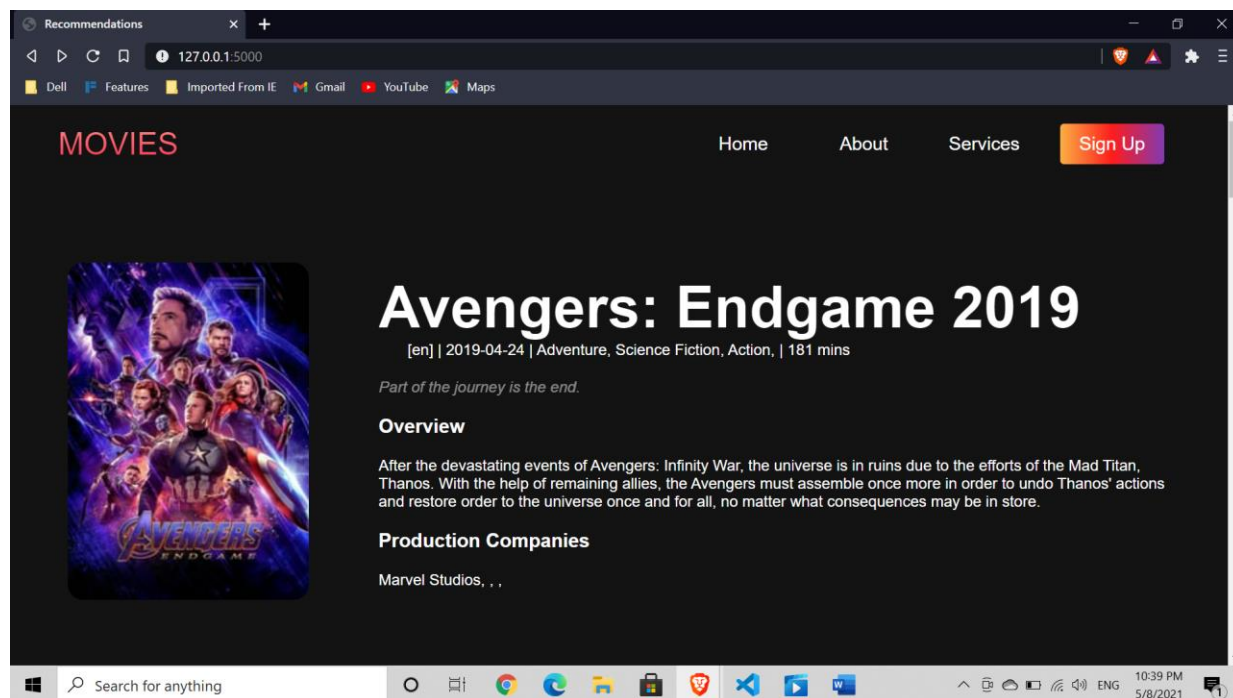 Recommendations
127.0.0.1:5000
Dell Features Imported From IE Gmail YouTube Maps
MOVIES Home About Services Sign Up
Avengers: Endgame 2019
[en] | 2019-04-24 | Adventure, Science Fiction, Action, | 181 mins
Part of the journey is the end.
Overview
After the devastating events of Avengers: Infinity War, the universe is in ruins due to the efforts of the Mad Titan,
Thanos. With the help of remaining allies, the Avengers must assemble once more in order to undo Thanos' actions
and restore order to the universe once and for all, no matter what consequences may be in store.
Production Companies
Marvel Studios, , ,
AVENGERS
ENDGAME
Search for anything
W
ENG
10:39 PM
5/8/2021
1